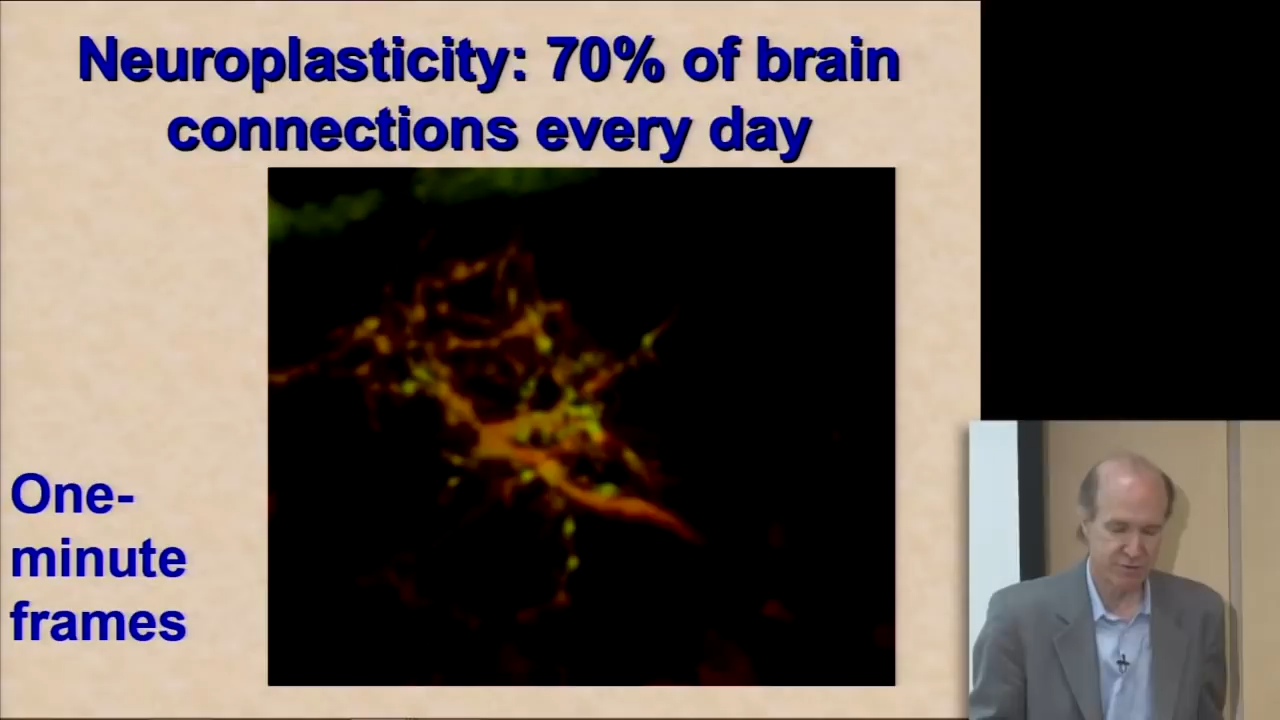 Neuroplasticity: 70% of brain
connections every day
One-
minute
frames